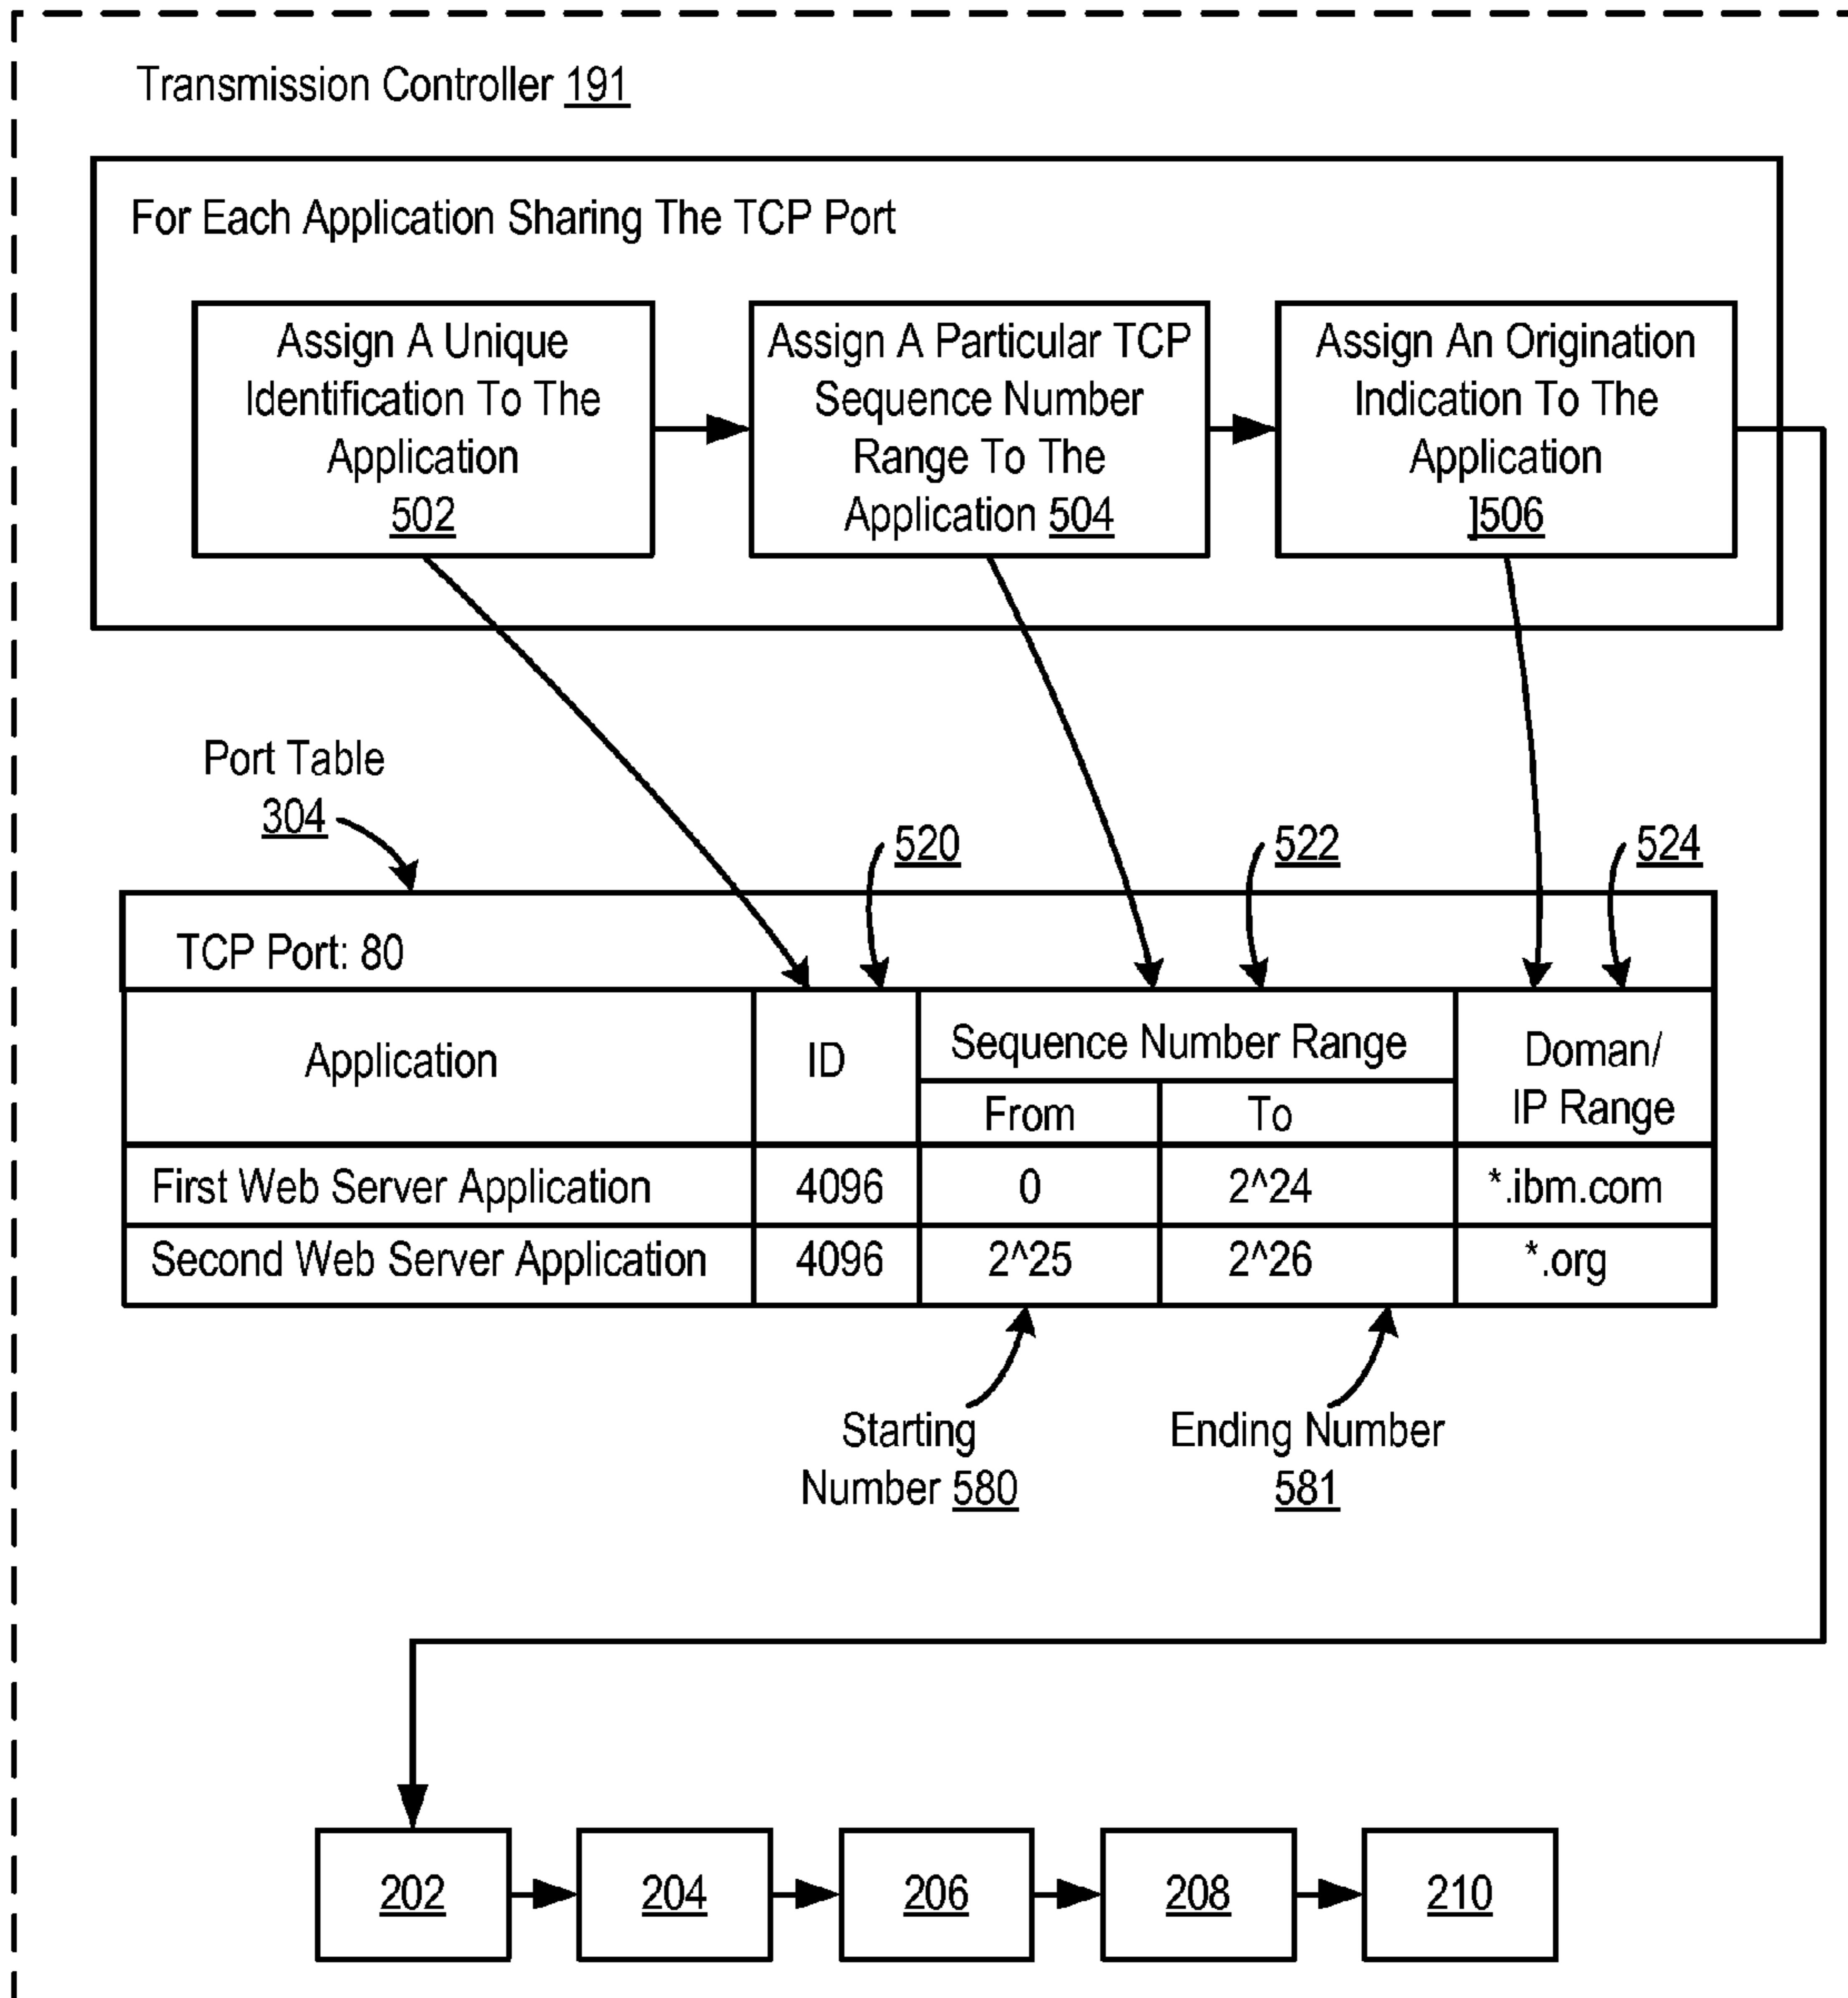 Transmission Controller 191
For Each Application Sharing The TCP Port
Assign A Unique
Identification To The
Application
502
Assign A Particular TCP
Sequence Number
Range To The
Application 504
Assign An Origination
Indication To The
Application
]506
Port Table
304
520
522
524
TCP Port: 80
Application
ID
Sequence Number Range
From
To
Doman/
IP Range
First Web Server Application 4096 0 2^24 *.ibm.com
Second Web Server Application 4096 2^25 2^26 *.org
Starting
Number 580
Ending Number
581
202
204
206
208
210